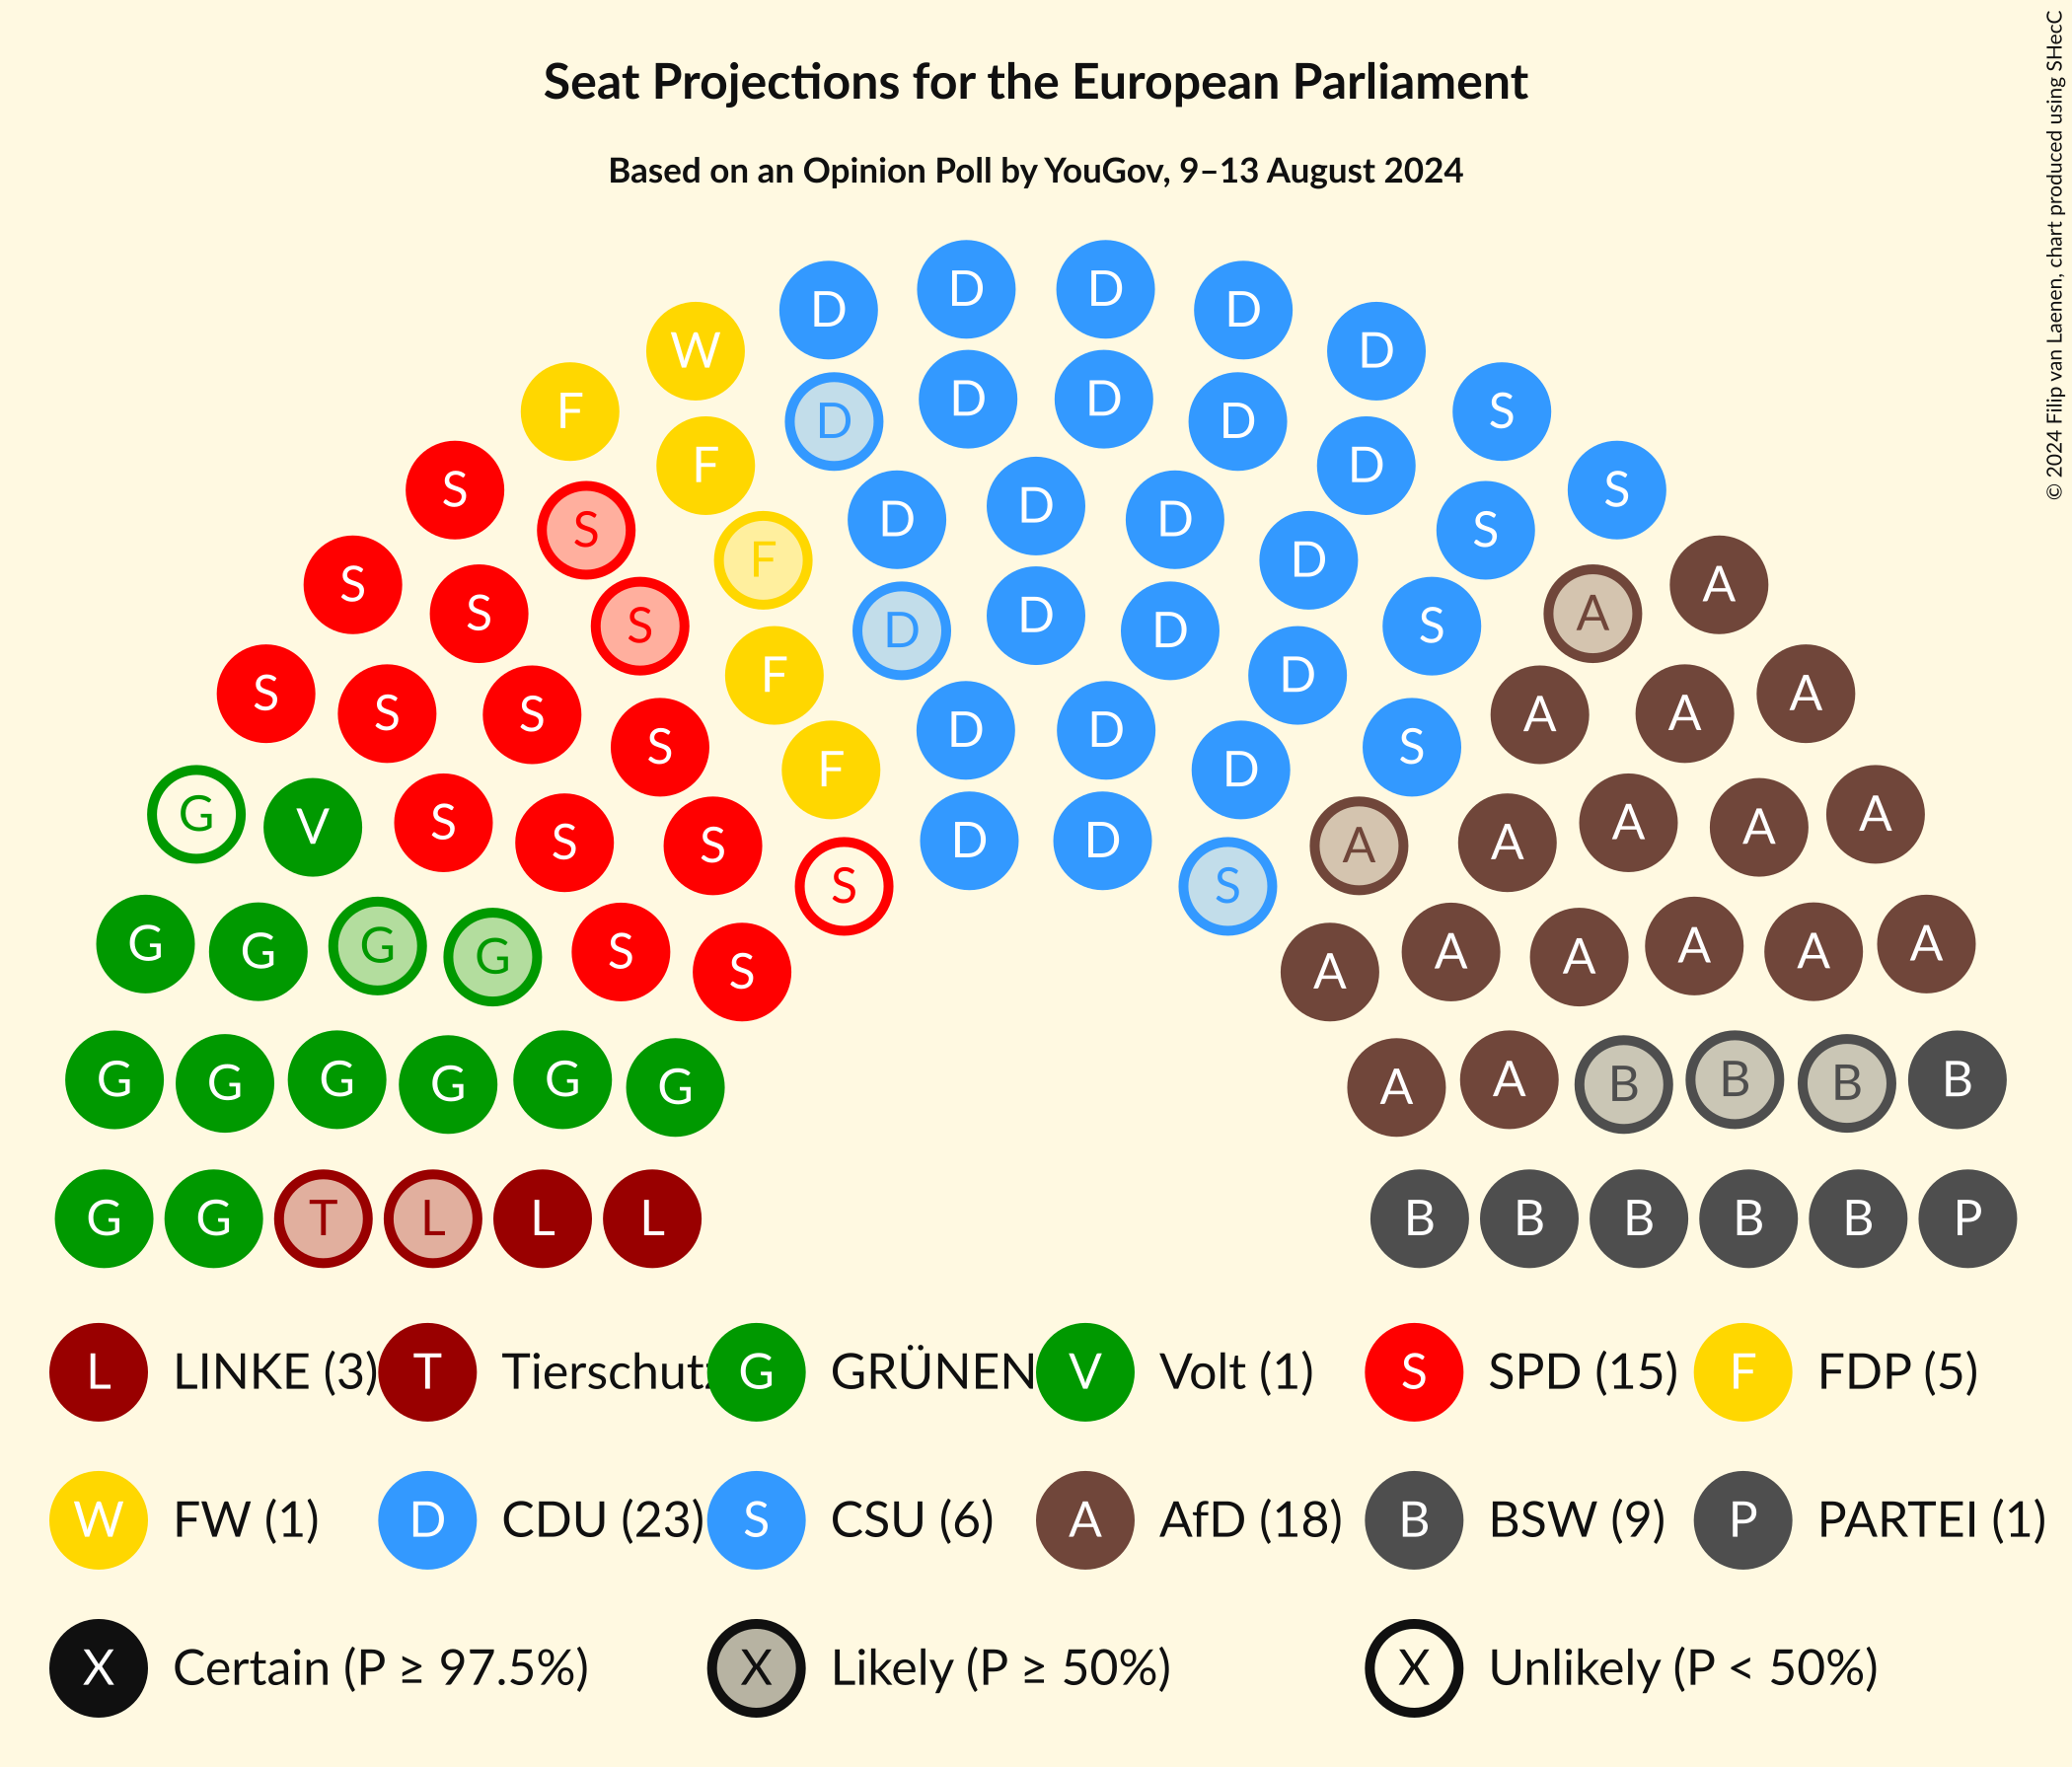 Seat Projections for the European Parliament
Based on an Opinion Poll by YouGov, 9–13 August 2024
© 2024 Filip van Laenen, chart produced using SHecC
D D D D
W D D
F D D D D S
F D D S
S S F D D D D S S
S S S F D D D D S A A
S S S S F D D D S A A A
G V S S S F D D D S A A A A A
G G G G S S S S A A A A A A A
G G G G G G A A B B B B
G G T L L L B B B B B P
L LINKE (3) T Tierschutz G GRÜNEN V Volt (1) S SPD (15) F FDP (5)
W FW (1) D CDU (23) S CSU (6) A AfD (18) B BSW (9) P PARTEI (1)
X Certain (P ≥ 97.5%) X Likely (P ≥ 50%) X Unlikely (P < 50%)